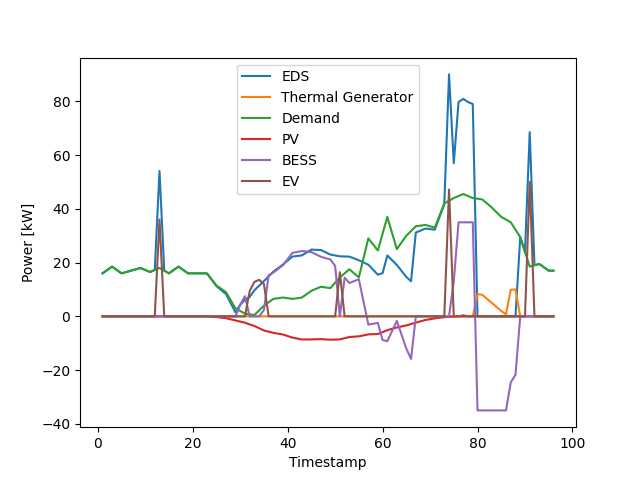 EDS
Thermal Generator
Demand
PV
BESS
EV
Power [kW]
80
60
40
20
0
−20
−40
0 20 40 60 80 100
Timestamp